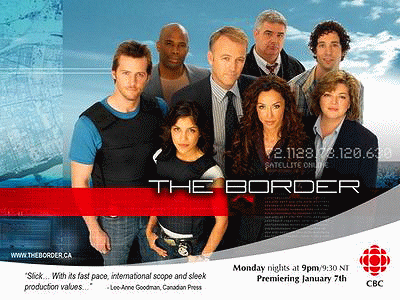 72.1128.73.120.630
SATELLITE ONLINE
THE BORDER
WWW.THEBORDER.CA
Monday nights at 9pm/9:30 NT
Premiering January 7th
"Slick... With its fast pace, international scope and sleek
production values..." - Lee-Anne Goodman, Canadian Press
CBC